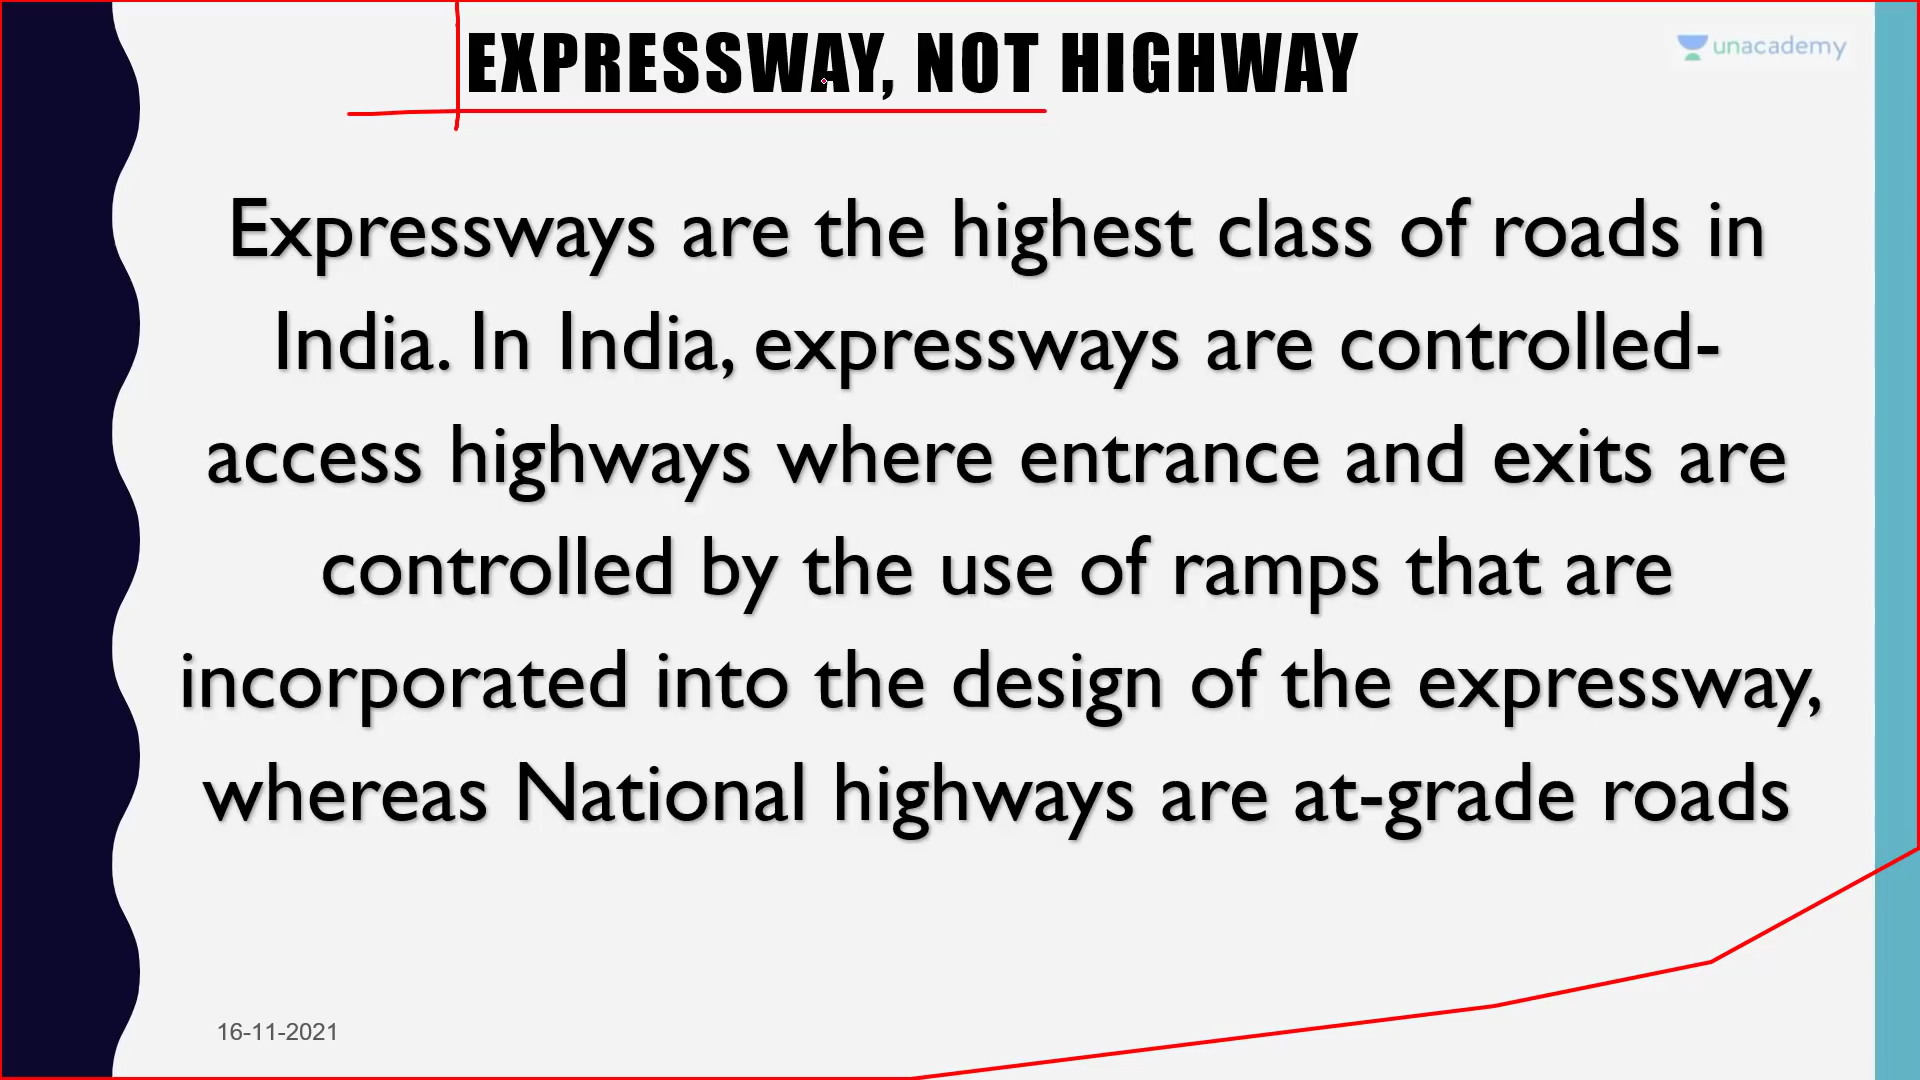 EXPRESSWAY, NOT HIGHWAY
unacademy
Expressways are the highest class of roads in
India. In India, expressways are controlled-
access highways where entrance and exits are
controlled by the use of ramps that are
incorporated into the design of the expressway,
whereas National highways are at-grade roads
16-11-2021